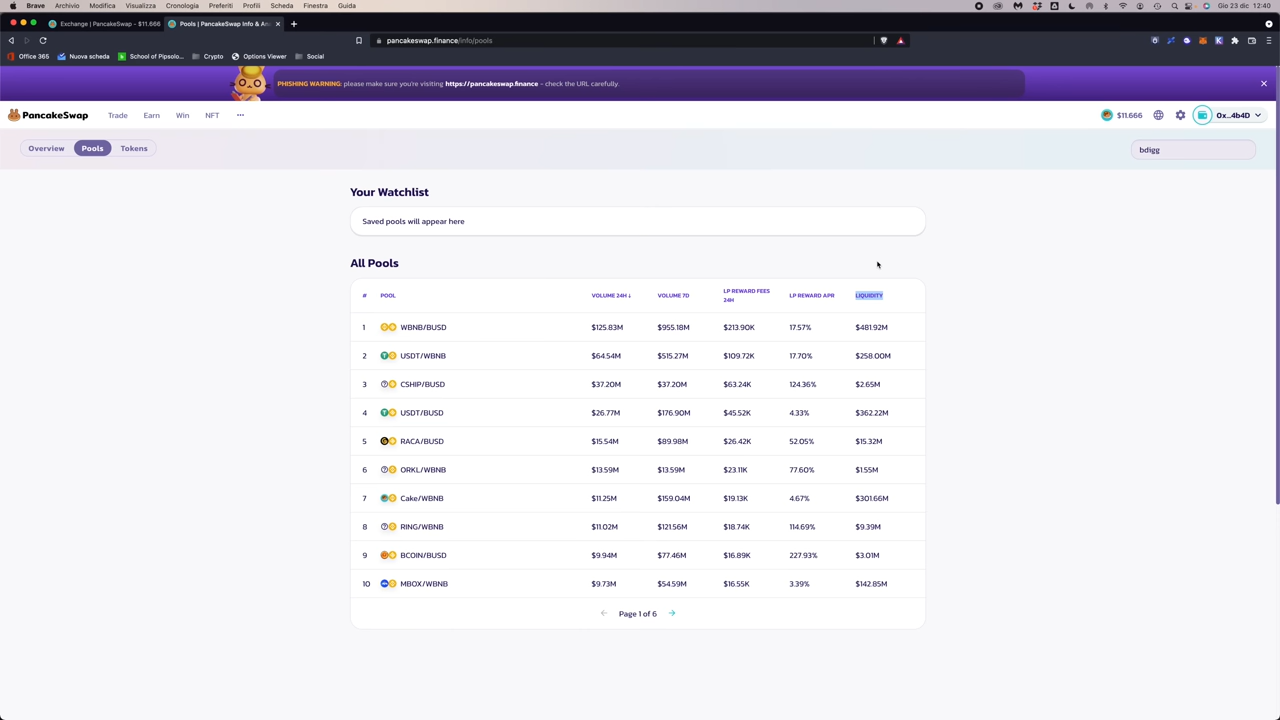 Brave Archivio Modifica Visualizza Cronologia Preferiti Profili Scheda Finestra Guida Gio 23 dic 12:40
Exchange | PancakeSwap - $11.666
Pools | PancakeSwap Info & An
pancakeswap.finance/info/pools
Office 365 Nuova scheda School of Pipsolo... Crypto Options Viewer Social
PHISHING WARNING: please make sure you're visiting https://pancakeswap.finance - check the URL carefully.
PancakeSwap Trade Earn Win NFT $11.666 0x...4b4D
Overview Pools Tokens bdigg
Your Watchlist
Saved pools will appear here
All Pools
# POOL VOLUME 24H ↓ VOLUME 7D LP REWARD FEES 24H LP REWARD APR LIQUIDITY
1 WBNB/BUSD $125.83M $955.18M $213.90K 17.57% $481.92M
2 USDT/WBNB $64.54M $515.27M $109.72K 17.70% $258.00M
3 CSHIP/BUSD $37.20M $37.20M $63.24K 124.36% $2.65M
4 USDT/BUSD $26.77M $176.90M $45.52K 4.33% $362.22M
5 RACA/BUSD $15.54M $89.98M $26.42K 52.05% $15.32M
6 ORKL/WBNB $13.59M $13.59M $23.11K 77.60% $1.55M
7 Cake/WBNB $11.25M $159.04M $19.13K 4.67% $301.66M
8 RING/WBNB $11.02M $121.56M $18.74K 114.69% $9.39M
9 BCOIN/BUSD $9.94M $77.46M $16.89K 227.93% $3.01M
10 MBOX/WBNB $9.73M $54.59M $16.55K 3.39% $142.85M
← Page 1 of 6 →